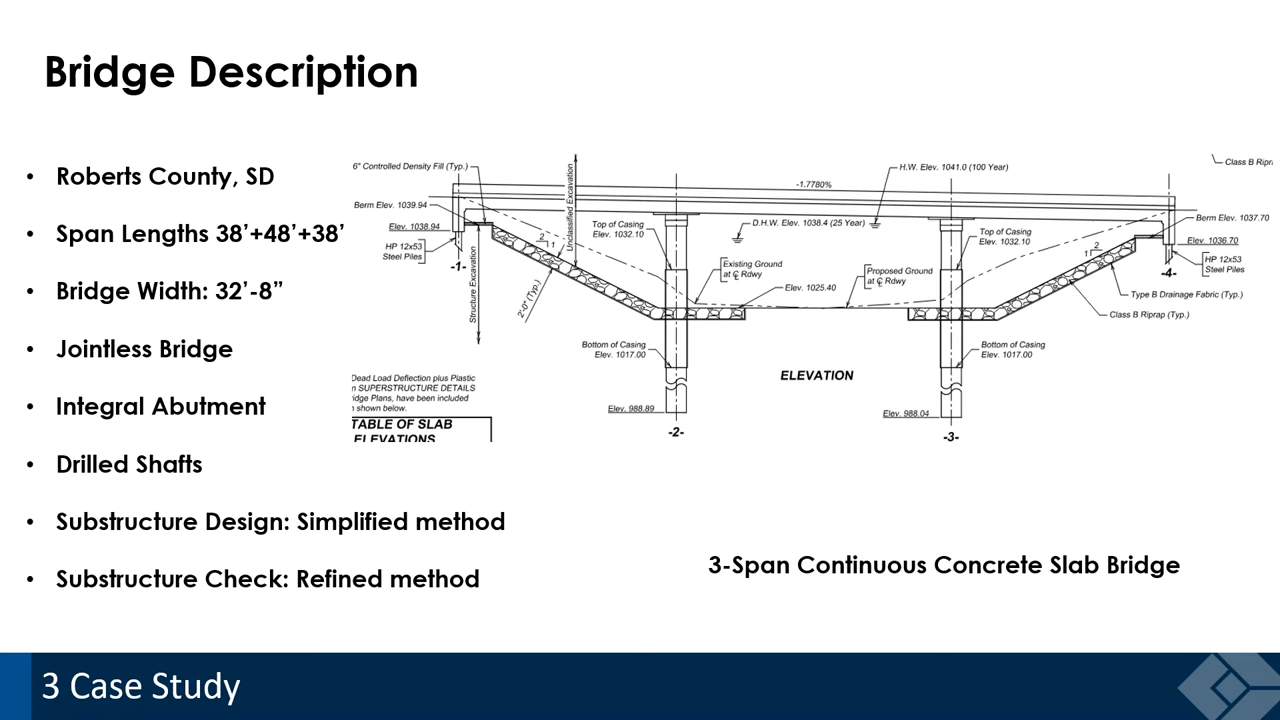 Bridge Description
• Roberts County, SD
• Span Lengths 38’+48’+38’
• Bridge Width: 32’-8”
• Jointless Bridge
• Integral Abutment
• Drilled Shafts
• Substructure Design: Simplified method
• Substructure Check: Refined method
6" Controlled Density Fill (Typ.)
Berm Elev. 1039.94
Elev. 1038.94
HP 12x53
Steel Piles
-1-
Structure Excavation
2
1
2'-0" (Typ.)
Unclassified Excavation
Top of Casing
Elev. 1032.10
-1.7780%
D.H.W. Elev. 1038.4 (25 Year)
H.W. Elev. 1041.0 (100 Year)
Existing Ground
at ℄ Rdwy
Elev. 1025.40
Proposed Ground
at ℄ Rdwy
Top of Casing
Elev. 1032.10
2
1
Class B Ripr
Berm Elev. 1037.70
Elev. 1036.70
HP 12x53
Steel Piles
-4-
Type B Drainage Fabric (Typ.)
Class B Riprap (Typ.)
Bottom of Casing
Elev. 1017.00
Bottom of Casing
Elev. 1017.00
ELEVATION
Elev. 988.89
-2-
Elev. 988.04
-3-
Dead Load Deflection plus Plastic
n SUPERSTRUCTURE DETAILS
idge Plans, have been included
shown below.
TABLE OF SLAB
ELEVATIONS
3-Span Continuous Concrete Slab Bridge
3 Case Study